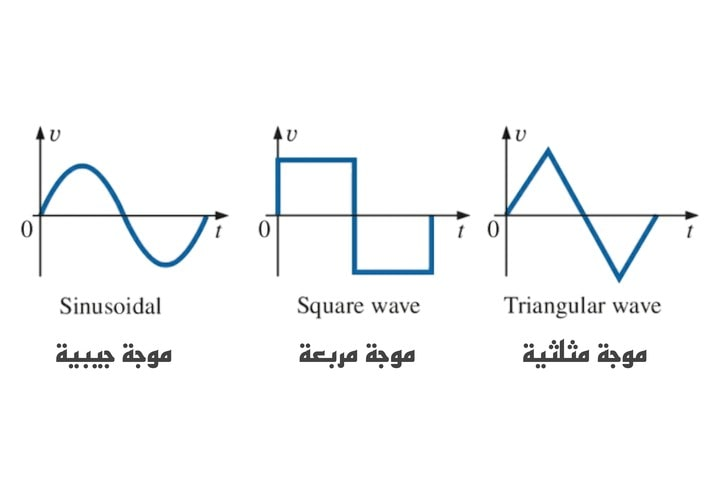 v
0
t
Sinusoidal
موجة جيبية
v
0
t
Square wave
موجة مربعة
v
0
t
Triangular wave
موجة مثلثية